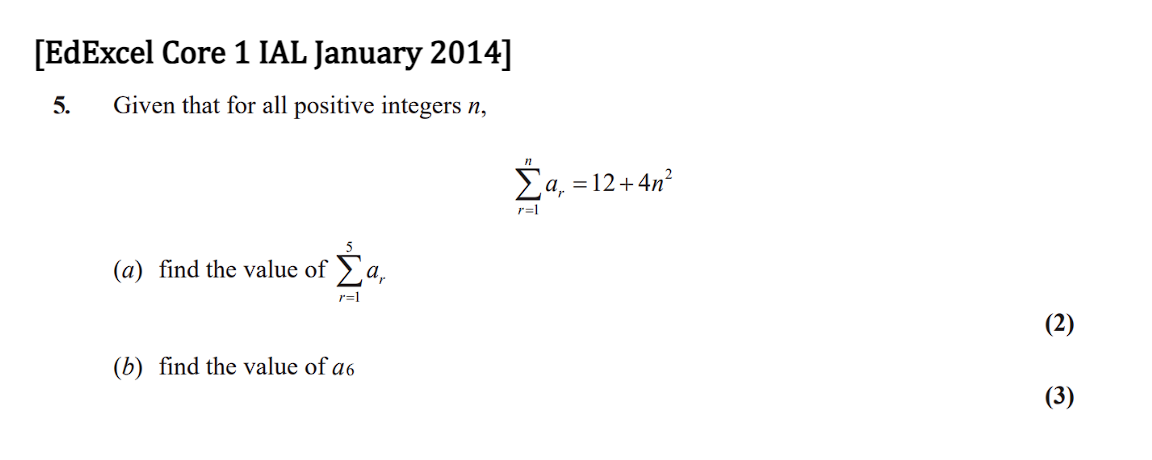 [EdExcel Core 1 IAL January 2014]
5. Given that for all positive integers n,
$\sum_{r=1}^{n} a_r = 12 + 4n^2$
(a) find the value of $\sum_{r=1}^{5} a_r$
(2)
(b) find the value of $a_6$
(3)